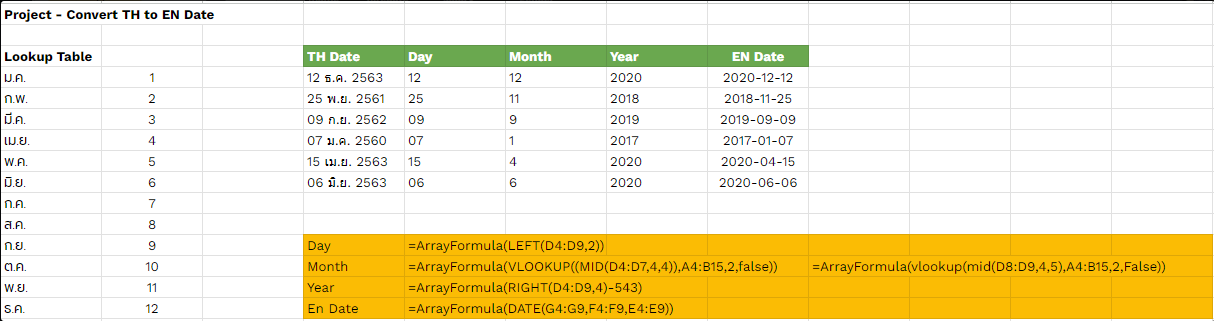 Project - Convert TH to EN Date
Lookup Table TH Date Day Month Year EN Date
ม.ค. 1 12 ธ.ค. 2563 12 12 2020 2020-12-12
ก.พ. 2 25 พ.ย. 2561 25 11 2018 2018-11-25
มี.ค. 3 09 ก.ย. 2562 09 9 2019 2019-09-09
เม.ย. 4 07 ม.ค. 2560 07 1 2017 2017-01-07
พ.ค. 5 15 เม.ย. 2563 15 4 2020 2020-04-15
มิ.ย. 6 06 มิ.ย. 2563 06 6 2020 2020-06-06
ก.ค. 7
ส.ค. 8
ก.ย. 9 Day =ArrayFormula(LEFT(D4:D9,2))
ต.ค. 10 Month =ArrayFormula(VLOOKUP((MID(D4:D7,4,4)),A4:B15,2,false)) =ArrayFormula(vlookup(mid(D8:D9,4,5),A4:B15,2,False))
พ.ย. 11 Year =ArrayFormula(RIGHT(D4:D9,4)-543)
ธ.ค. 12 En Date =ArrayFormula(DATE(G4:G9,F4:F9,E4:E9))